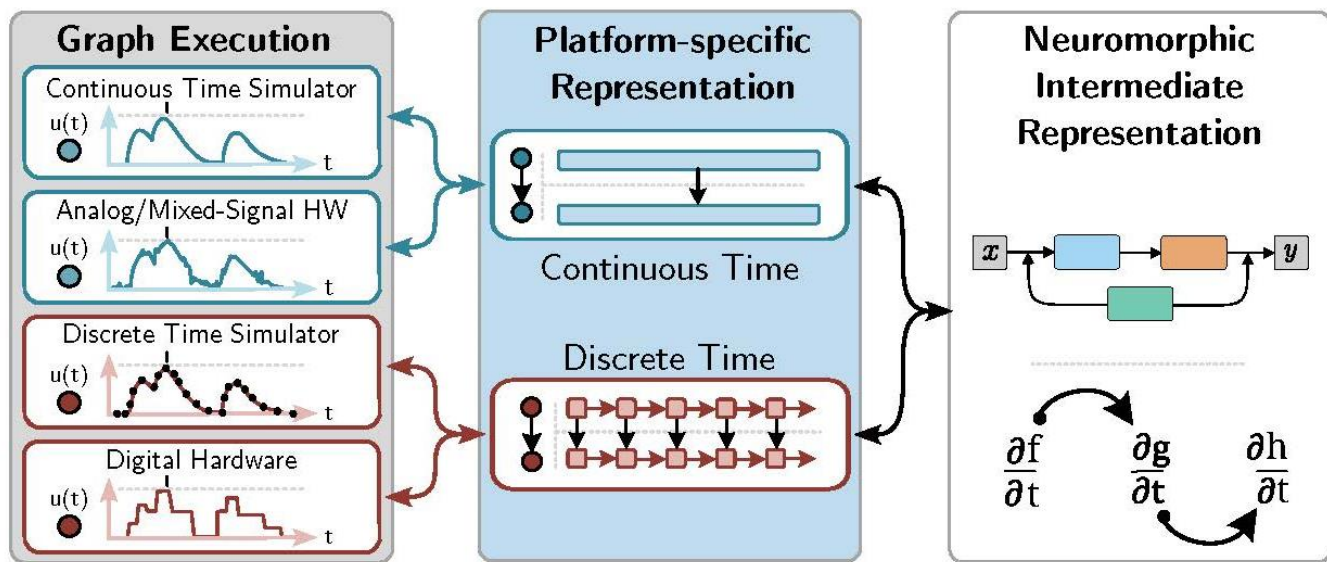 Graph Execution
Continuous Time Simulator
u(t)
t
Analog/Mixed-Signal HW
u(t)
t
Discrete Time Simulator
u(t)
t
Digital Hardware
u(t)
t
Platform-specific
Representation
Continuous Time
Discrete Time
Neuromorphic
Intermediate
Representation
x
y
∂f
∂t
∂g
∂t
∂h
∂t